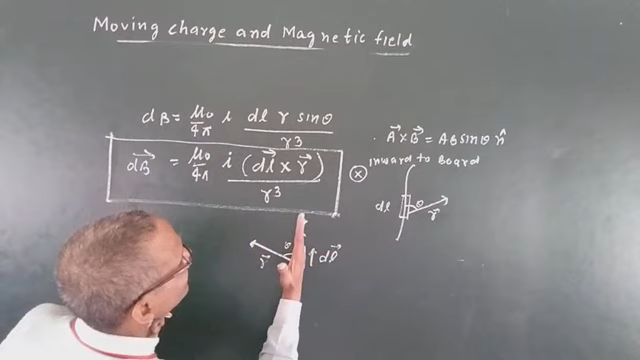 Moving charge and Magnetic field
dB = μ₀/4π i dl r sinθ/r³
dB⃗ = μ₀/4π i (dl⃗ × r⃗)/r³
A⃗ × B⃗ = AB sinθ n̂
inward to board
dl θ r⃗
r⃗ θ dl⃗